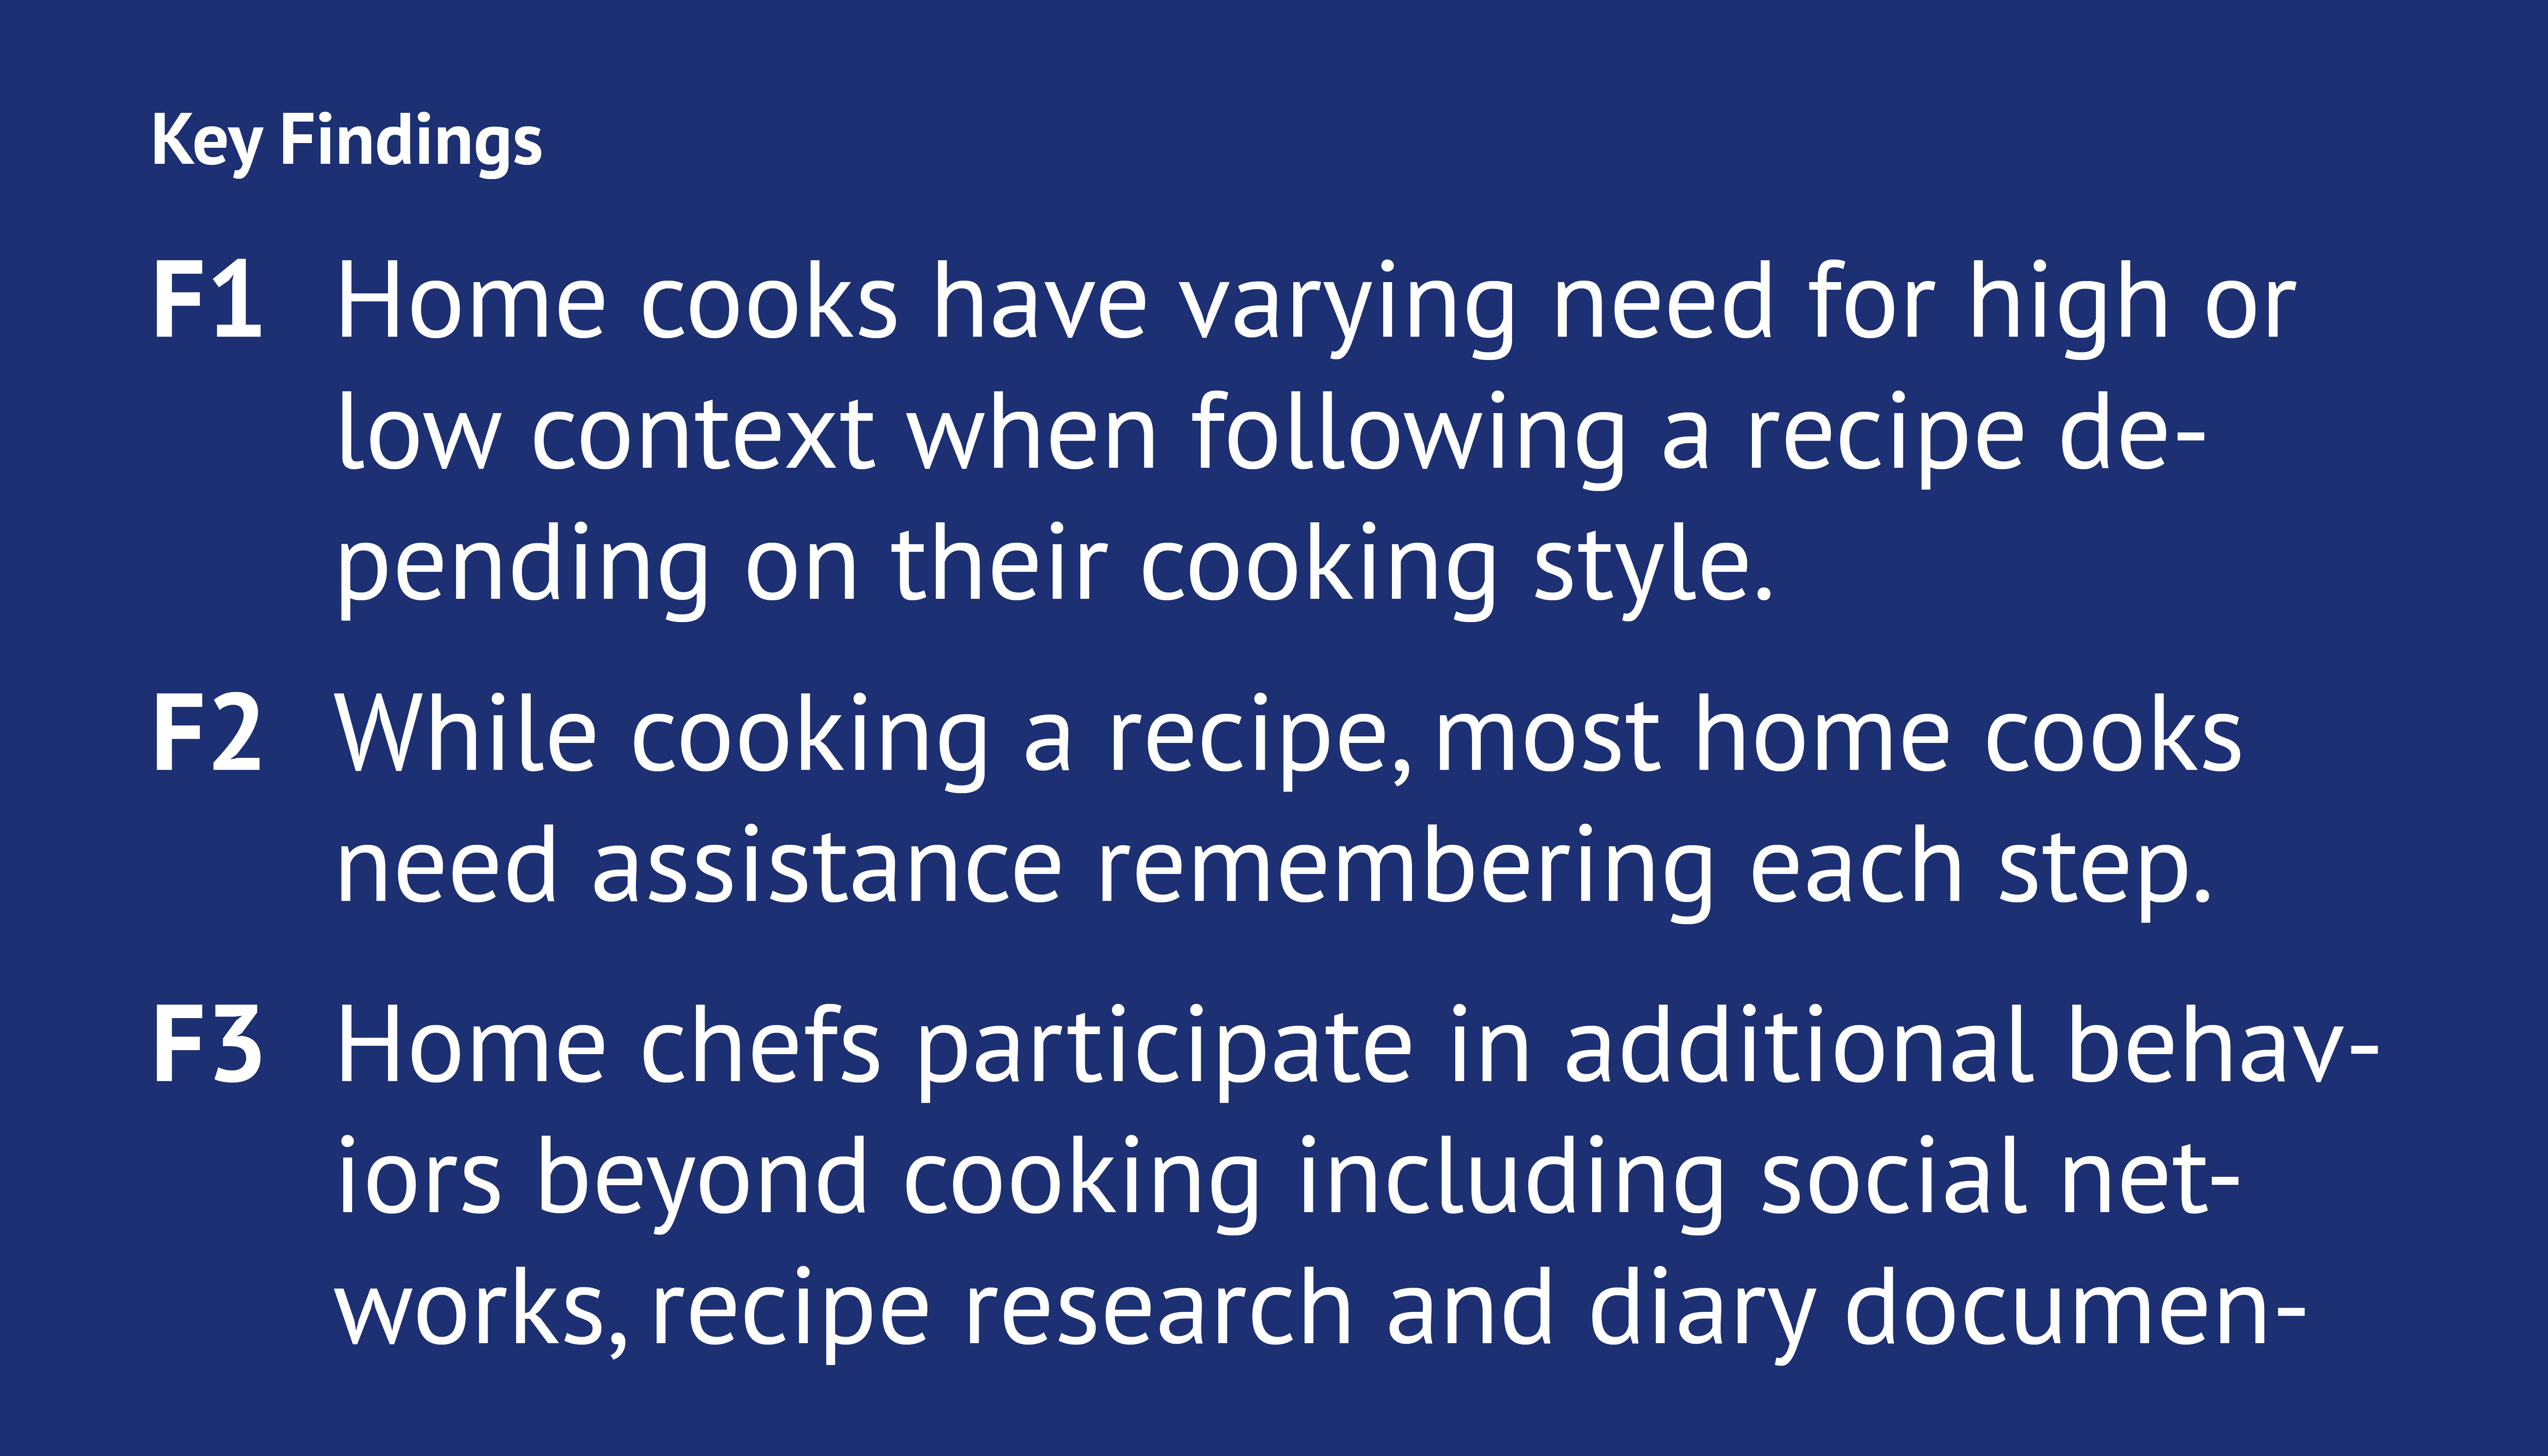 Key Findings
F1 Home cooks have varying need for high or
low context when following a recipe de-
pending on their cooking style.
F2 While cooking a recipe, most home cooks
need assistance remembering each step.
F3 Home chefs participate in additional behav-
iors beyond cooking including social net-
works, recipe research and diary documen-